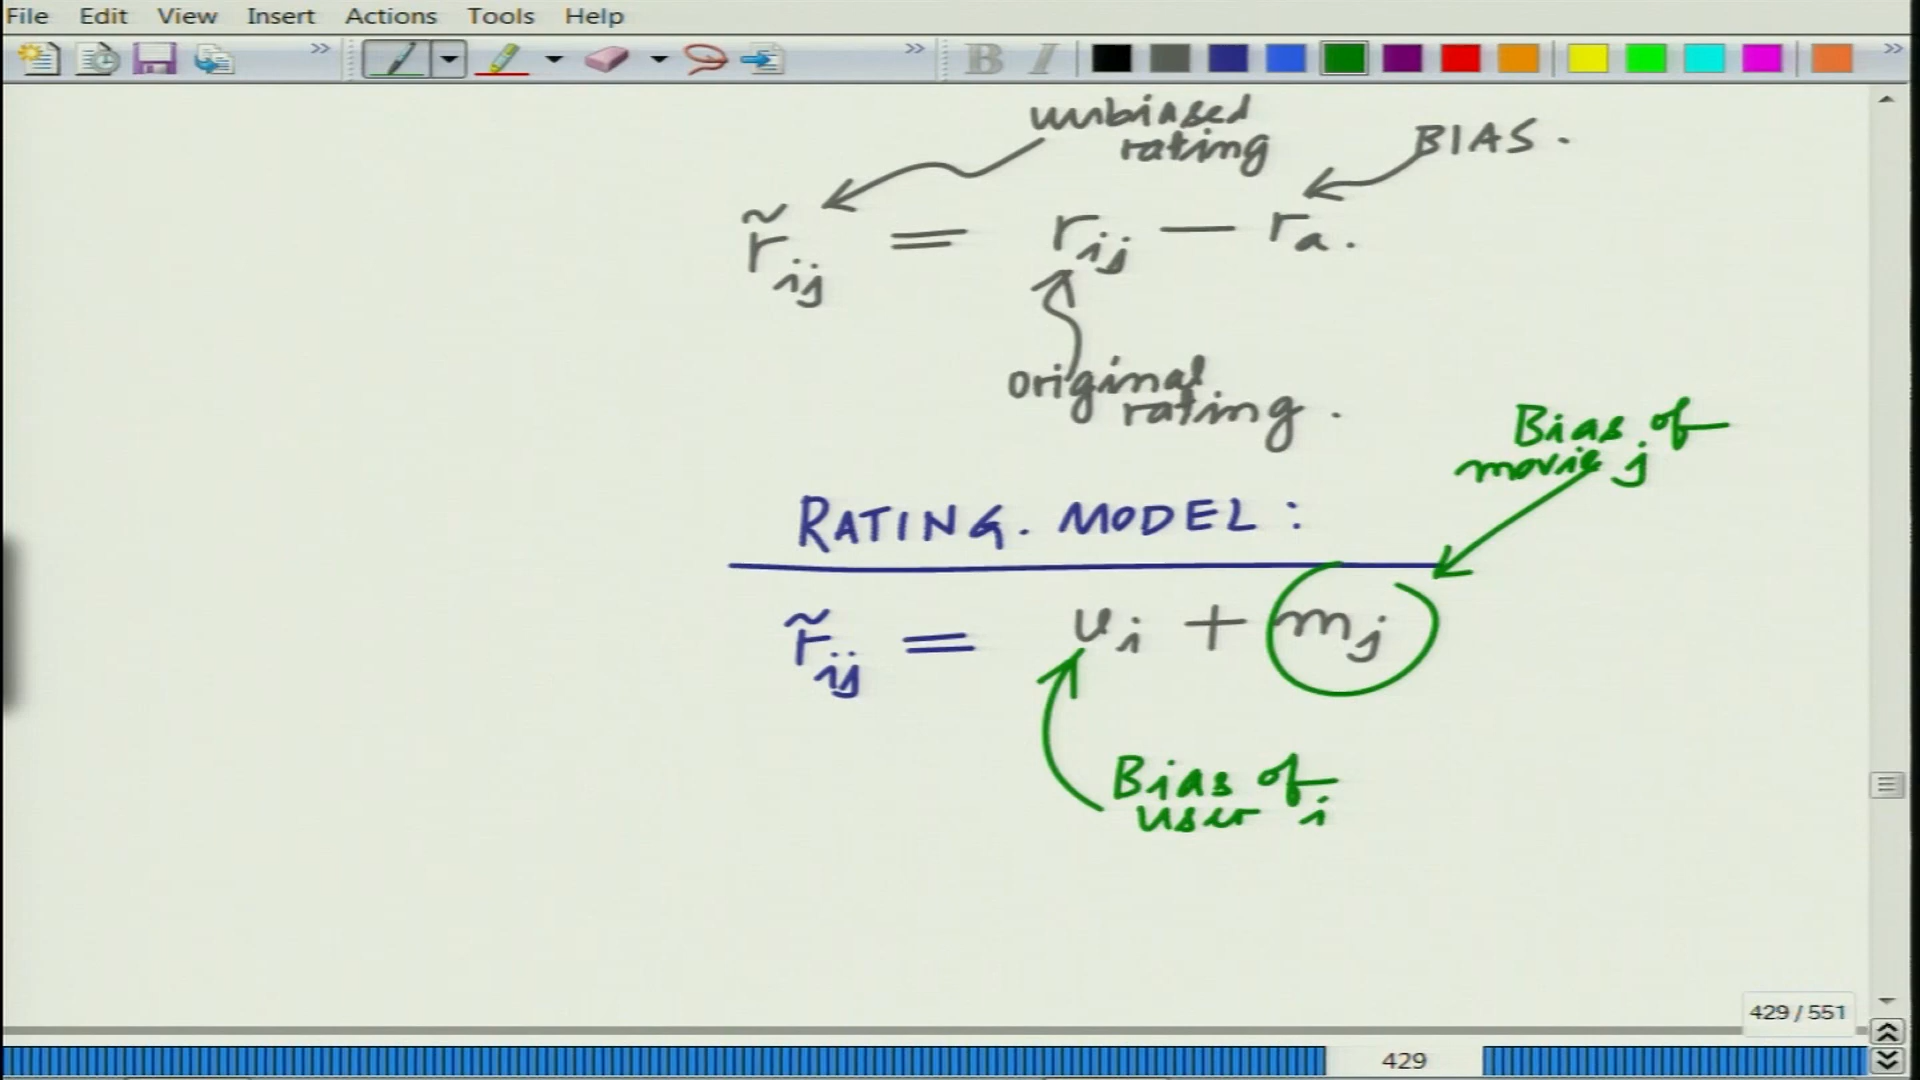 File Edit View Insert Actions Tools Help
B I
unbiased
rating
BIAS.
r̃ij = rij — ra.
original
rating.
Bias of
movie j
RATING. MODEL:
r̃ij = ui + mj
Bias of
user i
429 / 551
429